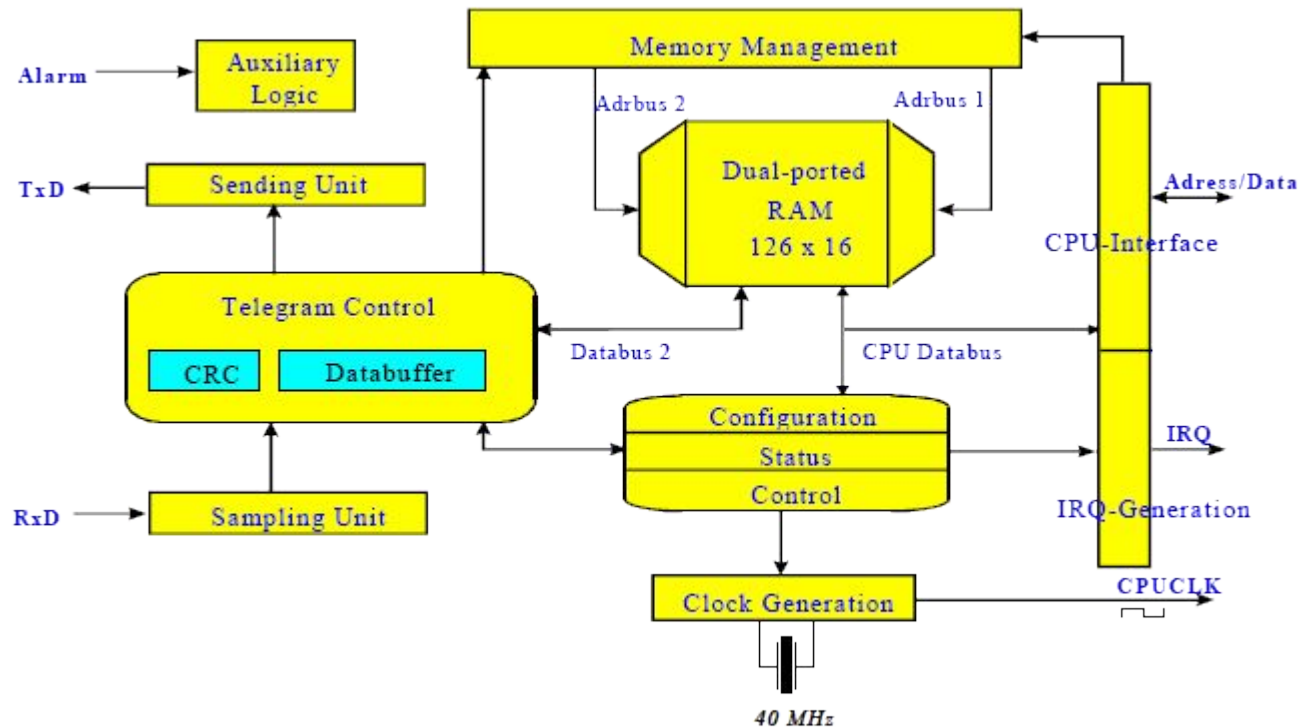 Memory Management
Alarm
Auxiliary
Logic
Adrbus 2
Adrbus 1
TxD
Sending Unit
Dual-ported
RAM
126 x 16
Adress/Data
CPU-Interface
Telegram Control
CRC
Databuffer
Databus 2
CPU Databus
Configuration
Status
Control
IRQ
RxD
Sampling Unit
IRQ-Generation
Clock Generation
CPUCLK
40 MHz